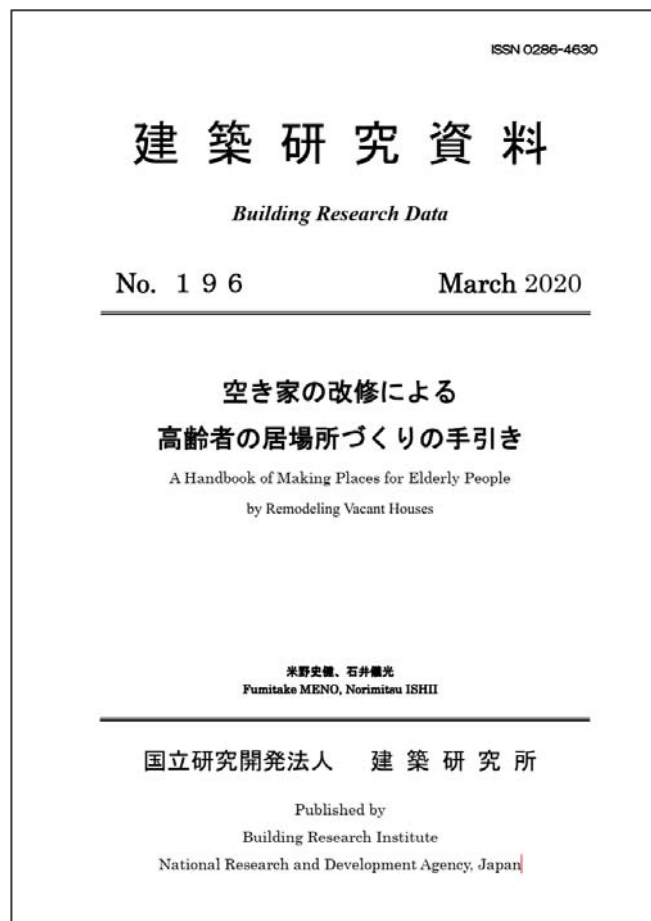 ISSN 0286-4630
建築研究資料
Building Research Data
No. 196 March 2020
空き家の改修による
高齢者の居場所づくりの手引き
A Handbook of Making Places for Elderly People
by Remodeling Vacant Houses
米野史健、石井儀光
Fumitake MENO, Norimitsu ISHII
国立研究開発法人 建築研究所
Published by
Building Research Institute
National Research and Development Agency, Japan